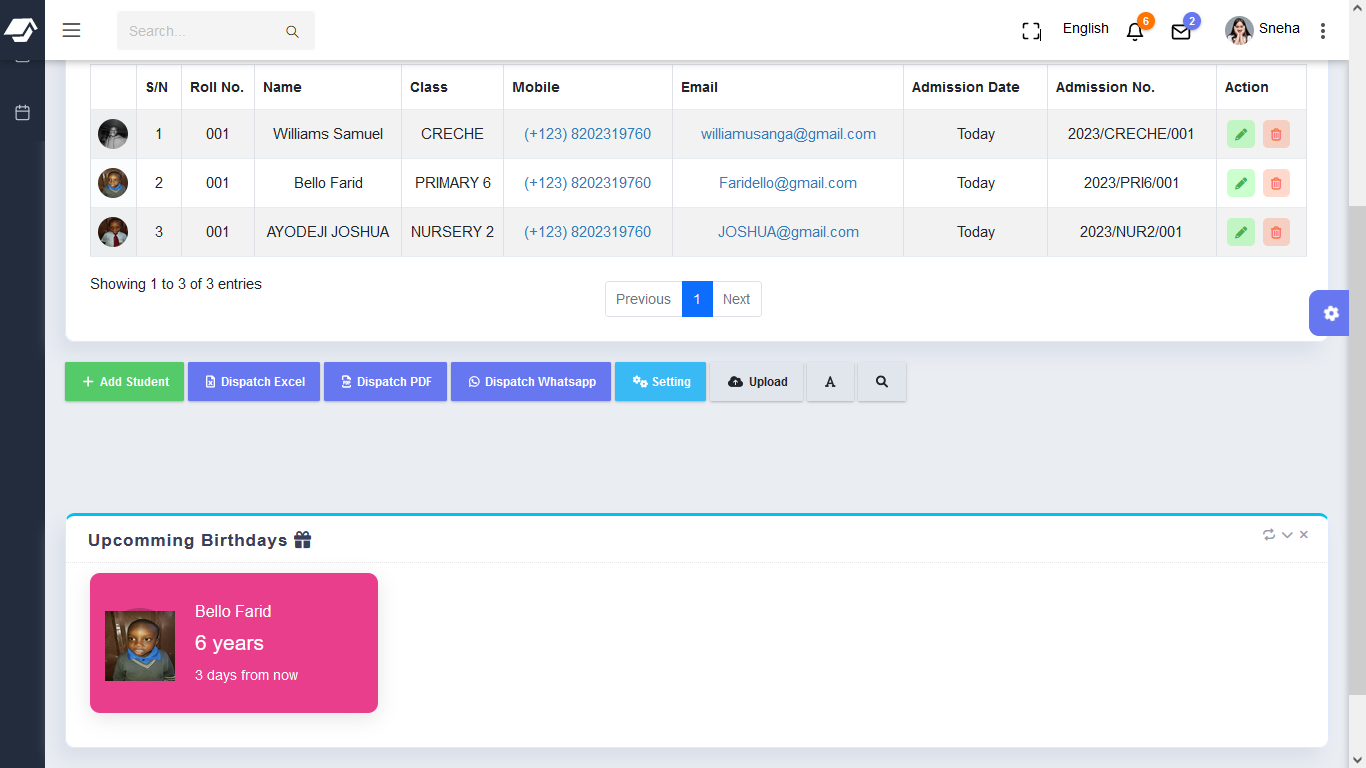 Search... English 6 2 Sneha
S/N Roll No. Name Class Mobile Email Admission Date Admission No. Action
1 001 Williams Samuel CRECHE (+123) 8202319760 williamusanga@gmail.com Today 2023/CRECHE/001
2 001 Bello Farid PRIMARY 6 (+123) 8202319760 Faridello@gmail.com Today 2023/PRI6/001
3 001 AYODEJI JOSHUA NURSERY 2 (+123) 8202319760 JOSHUA@gmail.com Today 2023/NUR2/001
Showing 1 to 3 of 3 entries
Previous 1 Next
Add Student Dispatch Excel Dispatch PDF Dispatch Whatsapp Setting Upload A
Upcomming Birthdays
Bello Farid
6 years
3 days from now